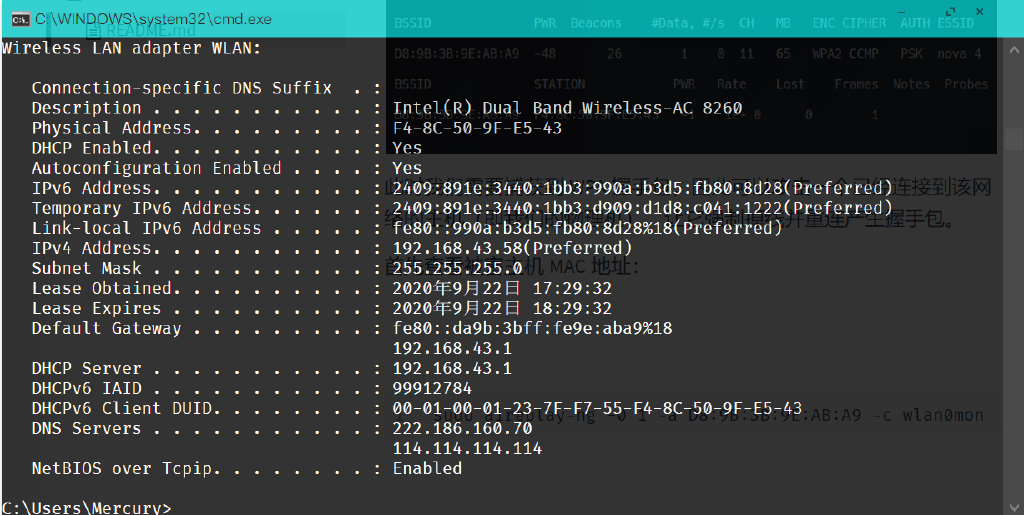 C:\WINDOWS\system32\cmd.exe
README.md
BSSID PWR Beacons #Data, #/s CH MB ENC CIPHER AUTH ESSID
D8:9B:3B:9E:AB:A9 -48 26 1 0 11 65 WPA2 CCMP PSK nova 4
BSSID STATION PWR Rate Lost Frames Notes Probes
Wireless LAN adapter WLAN:
Connection-specific DNS Suffix . :
Description . . . . . . . . . . . : Intel(R) Dual Band Wireless-AC 8260
Physical Address. . . . . . . . . : F4-8C-50-9F-E5-43
DHCP Enabled. . . . . . . . . . . : Yes
Autoconfiguration Enabled . . . . : Yes
IPv6 Address. . . . . . . . . . . : 2409:891e:3440:1bb3:990a:b3d5:fb80:8d28(Preferred)
连接到该网
Temporary IPv6 Address. . . . . . : 2409:891e:3440:1bb3:d909:d1d8:c041:1222(Preferred)
并重连产生握手包。
Link-local IPv6 Address . . . . . : fe80::990a:b3d5:fb80:8d28%18(Preferred)
IPv4 Address. . . . . . . . . . . : 192.168.43.58(Preferred)
Subnet Mask . . . . . . . . . . . : 255.255.255.0
主机 MAC 地址:
Lease Obtained. . . . . . . . . . : 2020年9月22日 17:29:32
Lease Expires . . . . . . . . . . : 2020年9月22日 18:29:32
Default Gateway . . . . . . . . . : fe80::da9b:3bff:fe9e:aba9%18
192.168.43.1
DHCP Server . . . . . . . . . . . : 192.168.43.1
DHCPv6 IAID . . . . . . . . . . . : 99912784
DHCPv6 Client DUID. . . . . . . . : 00-01-00-01-23-7F-F7-55-F4-8C-50-9F-E5-43
sudo aireplay-ng -0 1 -a D8:9B:3B:9E:AB:A9 -c wlan0mon
DNS Servers . . . . . . . . . . . : 222.186.160.70
114.114.114.114
NetBIOS over Tcpip. . . . . . . . : Enabled
C:\Users\Mercury>